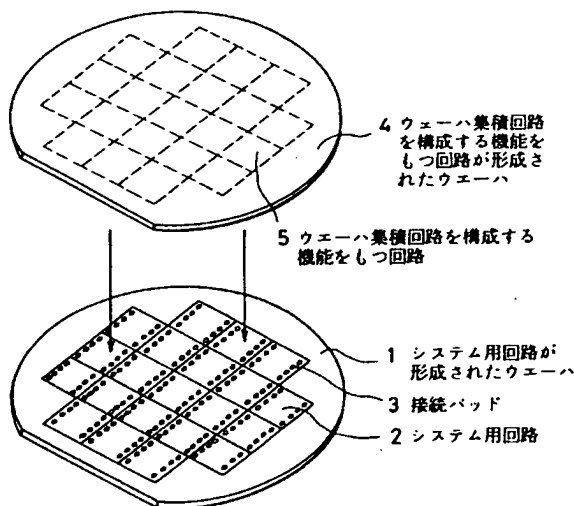 4 ウェーハ集積回路
を構成する機能を
もつ回路が形成さ
れたウエーハ
5 ウエーハ集積回路を構成する
機能をもつ回路
1 システム用回路が
形成されたウエーハ
3 接続パッド
2 システム用回路